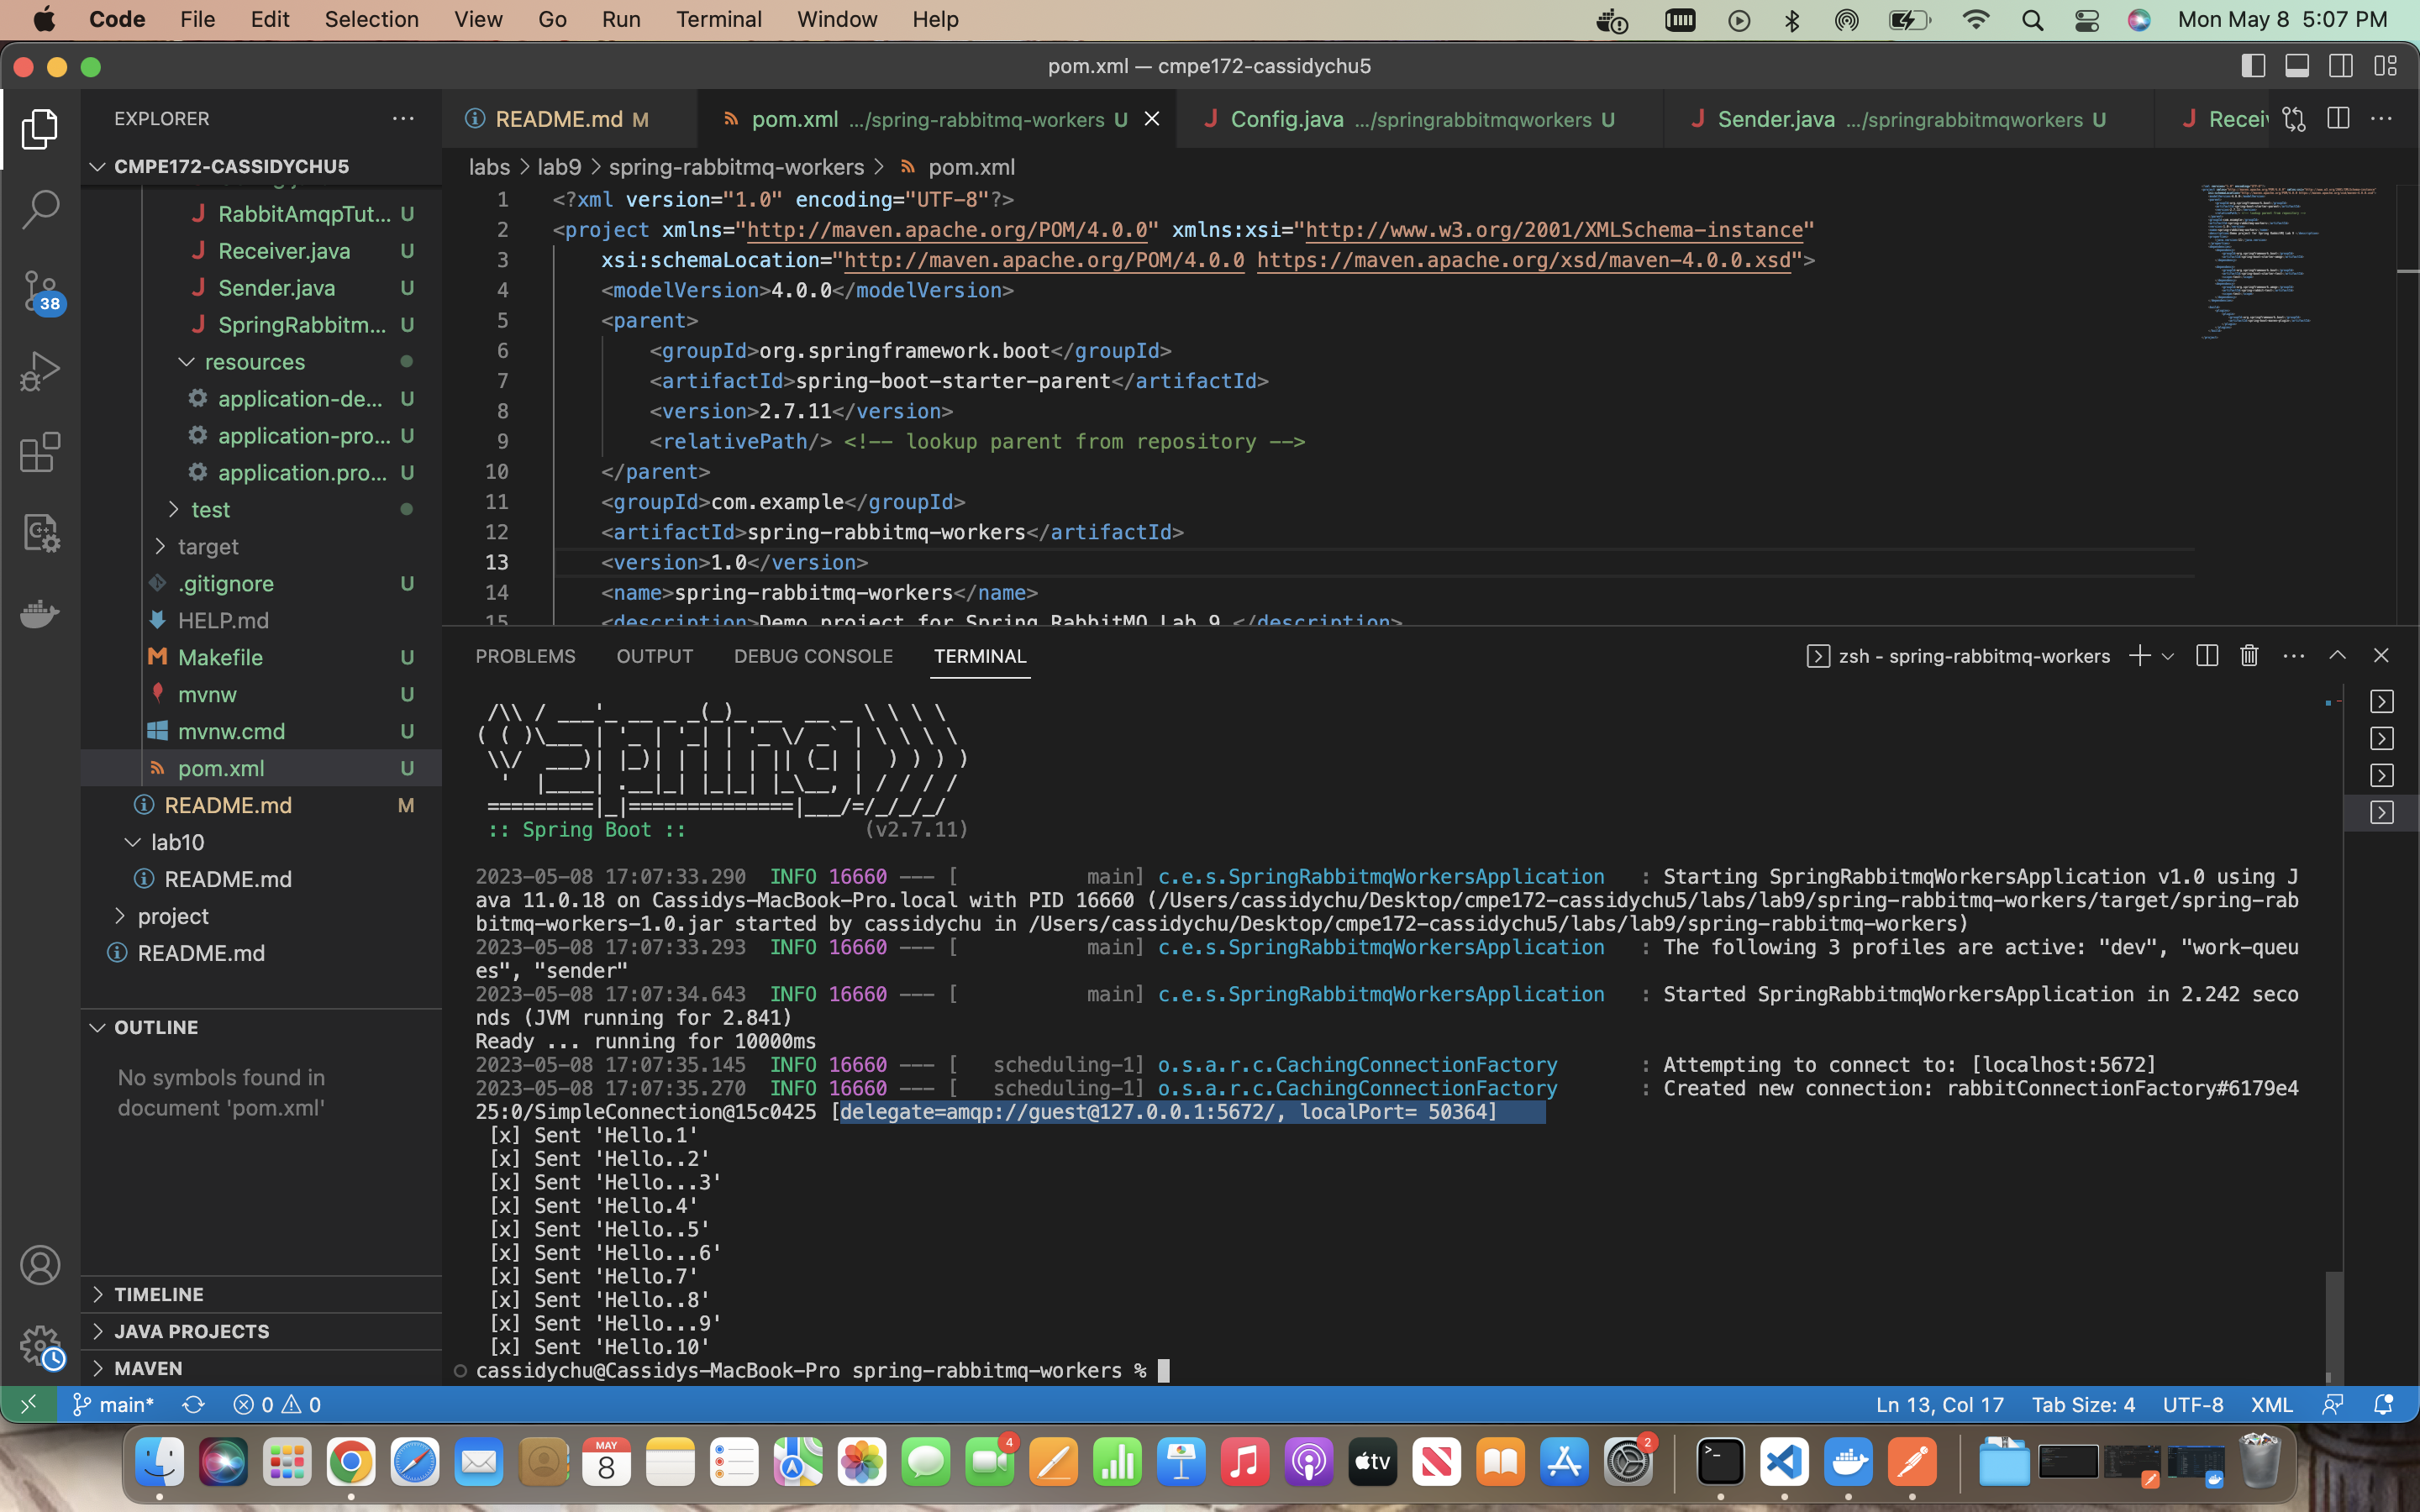 Code File Edit Selection View Go Run Terminal Window Help Mon May 8 5:07 PM
pom.xml — cmpe172-cassidychu5
EXPLORER
README.md M pom.xml .../spring-rabbitmq-workers U Config.java .../springrabbitmqworkers U Sender.java .../springrabbitmqworkers U Receiv
CMPE172-CASSIDYCHU5
RabbitAmqpTut... U
Receiver.java U
Sender.java U
SpringRabbitm... U
resources
application-de... U
application-pro... U
application.pro... U
test
target
.gitignore U
HELP.md
Makefile U
mvnw U
mvnw.cmd U
pom.xml U
README.md M
lab10
README.md
project
README.md
OUTLINE
No symbols found in
document 'pom.xml'
TIMELINE
JAVA PROJECTS
MAVEN
38
labs > lab9 > spring-rabbitmq-workers > pom.xml
1 <?xml version="1.0" encoding="UTF-8"?>
2 <project xmlns="http://maven.apache.org/POM/4.0.0" xmlns:xsi="http://www.w3.org/2001/XMLSchema-instance"
3 xsi:schemaLocation="http://maven.apache.org/POM/4.0.0 https://maven.apache.org/xsd/maven-4.0.0.xsd">
4 <modelVersion>4.0.0</modelVersion>
5 <parent>
6 <groupId>org.springframework.boot</groupId>
7 <artifactId>spring-boot-starter-parent</artifactId>
8 <version>2.7.11</version>
9 <relativePath/> <!-- lookup parent from repository -->
10 </parent>
11 <groupId>com.example</groupId>
12 <artifactId>spring-rabbitmq-workers</artifactId>
13 <version>1.0</version>
14 <name>spring-rabbitmq-workers</name>
15 <description>Demo project for Spring RabbitMQ Lab 9 </description>
PROBLEMS OUTPUT DEBUG CONSOLE TERMINAL zsh - spring-rabbitmq-workers
:: Spring Boot :: (v2.7.11)
2023-05-08 17:07:33.290 INFO 16660 --- [ main] c.e.s.SpringRabbitmqWorkersApplication : Starting SpringRabbitmqWorkersApplication v1.0 using J
ava 11.0.18 on Cassidys-MacBook-Pro.local with PID 16660 (/Users/cassidychu/Desktop/cmpe172-cassidychu5/labs/lab9/spring-rabbitmq-workers/target/spring-rab
bitmq-workers-1.0.jar started by cassidychu in /Users/cassidychu/Desktop/cmpe172-cassidychu5/labs/lab9/spring-rabbitmq-workers)
2023-05-08 17:07:33.293 INFO 16660 --- [ main] c.e.s.SpringRabbitmqWorkersApplication : The following 3 profiles are active: "dev", "work-queu
es", "sender"
2023-05-08 17:07:34.643 INFO 16660 --- [ main] c.e.s.SpringRabbitmqWorkersApplication : Started SpringRabbitmqWorkersApplication in 2.242 seco
nds (JVM running for 2.841)
Ready ... running for 10000ms
2023-05-08 17:07:35.145 INFO 16660 --- [ scheduling-1] o.s.a.r.c.CachingConnectionFactory : Attempting to connect to: [localhost:5672]
2023-05-08 17:07:35.270 INFO 16660 --- [ scheduling-1] o.s.a.r.c.CachingConnectionFactory : Created new connection: rabbitConnectionFactory#6179e4
25:0/SimpleConnection@15c0425 [delegate=amqp://guest@127.0.0.1:5672/, localPort= 50364]
[x] Sent 'Hello.1'
[x] Sent 'Hello..2'
[x] Sent 'Hello...3'
[x] Sent 'Hello.4'
[x] Sent 'Hello..5'
[x] Sent 'Hello...6'
[x] Sent 'Hello.7'
[x] Sent 'Hello..8'
[x] Sent 'Hello...9'
[x] Sent 'Hello.10'
cassidychu@Cassidys-MacBook-Pro spring-rabbitmq-workers %
main* 0 0 Ln 13, Col 17 Tab Size: 4 UTF-8 XML
MAY
8
4
tv
2